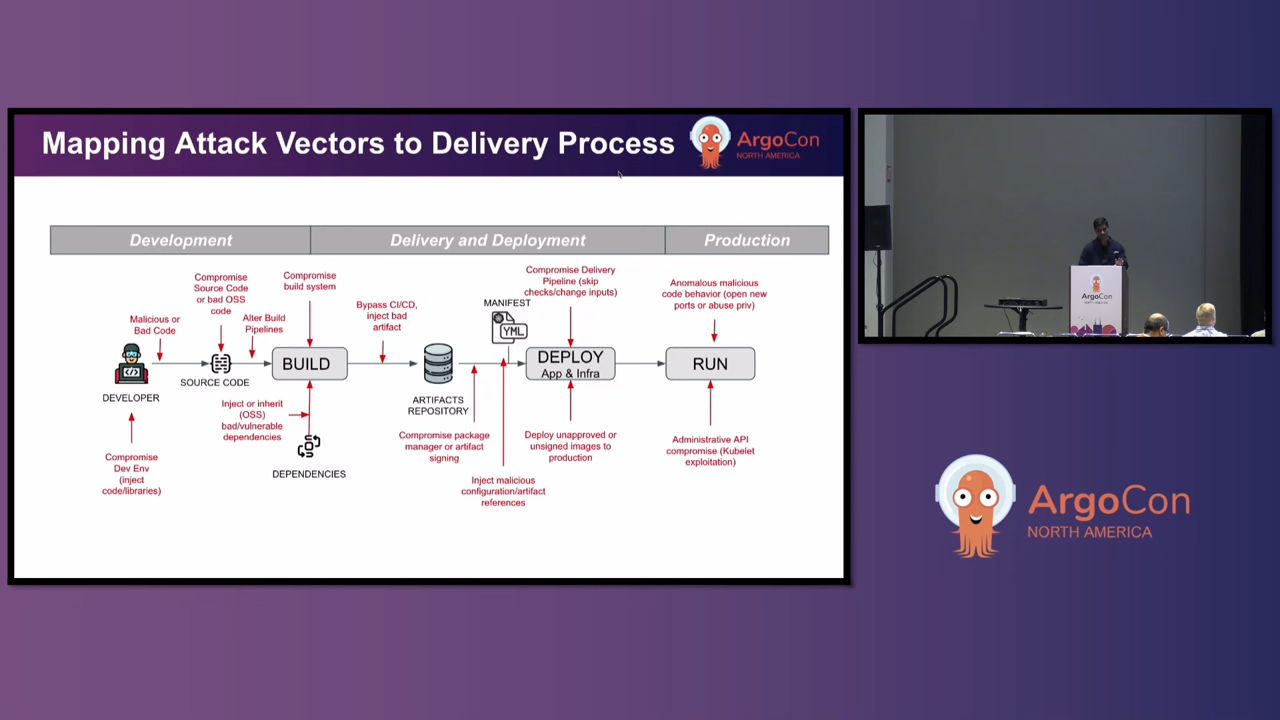 Mapping Attack Vectors to Delivery Process
ArgoCon
NORTH AMERICA
Development
Delivery and Deployment
Production
Compromise
Source Code
or bad OSS
code
Compromise
build system
Compromise Delivery
Pipeline (skip
checks/change inputs)
Anomalous malicious
code behavior (open new
ports or abuse priv)
Malicious or
Bad Code
Alter Build
Pipelines
Bypass CI/CD,
inject bad
artifact
MANIFEST
YML
DEVELOPER
SOURCE CODE
BUILD
ARTIFACTS
REPOSITORY
DEPLOY
App & Infra
RUN
Inject or inherit
(OSS)
bad/vulnerable
dependencies
DEPENDENCIES
Compromise
Dev Env
(inject
code/libraries)
Compromise package
manager or artifact
signing
Inject malicious
configuration/artifact
references
Deploy unapproved or
unsigned images to
production
Administrative API
compromise (Kubelet
exploitation)
ArgoCon
ArgoCon
NORTH AMERICA